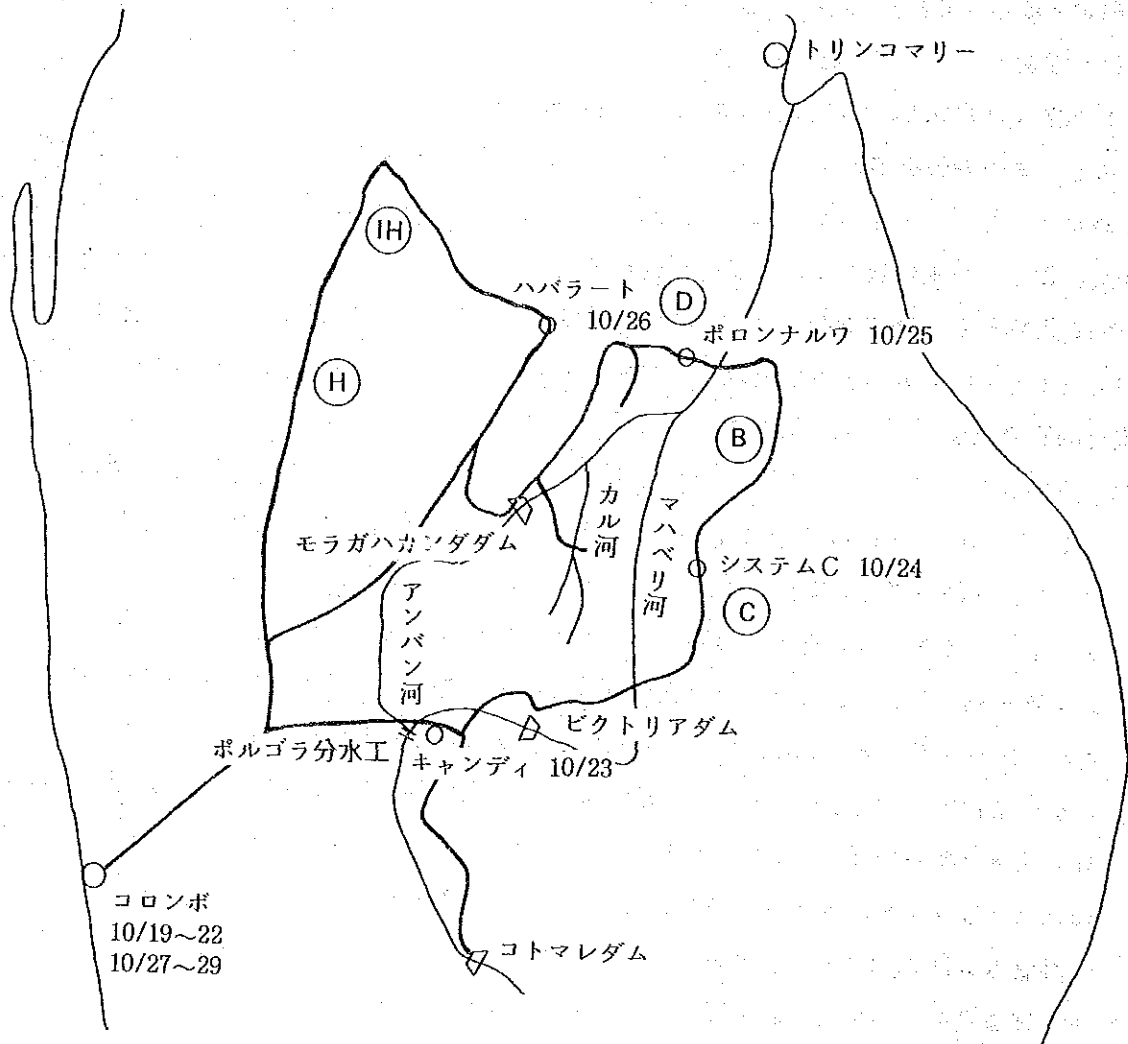 トリンコマリー
IH
ハバラート
10/26
D
ポロンナルワ 10/25
H
B
カル河
マハベリ河
モラガハカンダダム
システムC 10/24
アンバン河
C
ビクトリアダム
ポルゴラ分水工
キャンディ 10/23
コロンボ
10/19〜22
10/27〜29
コトマレダム